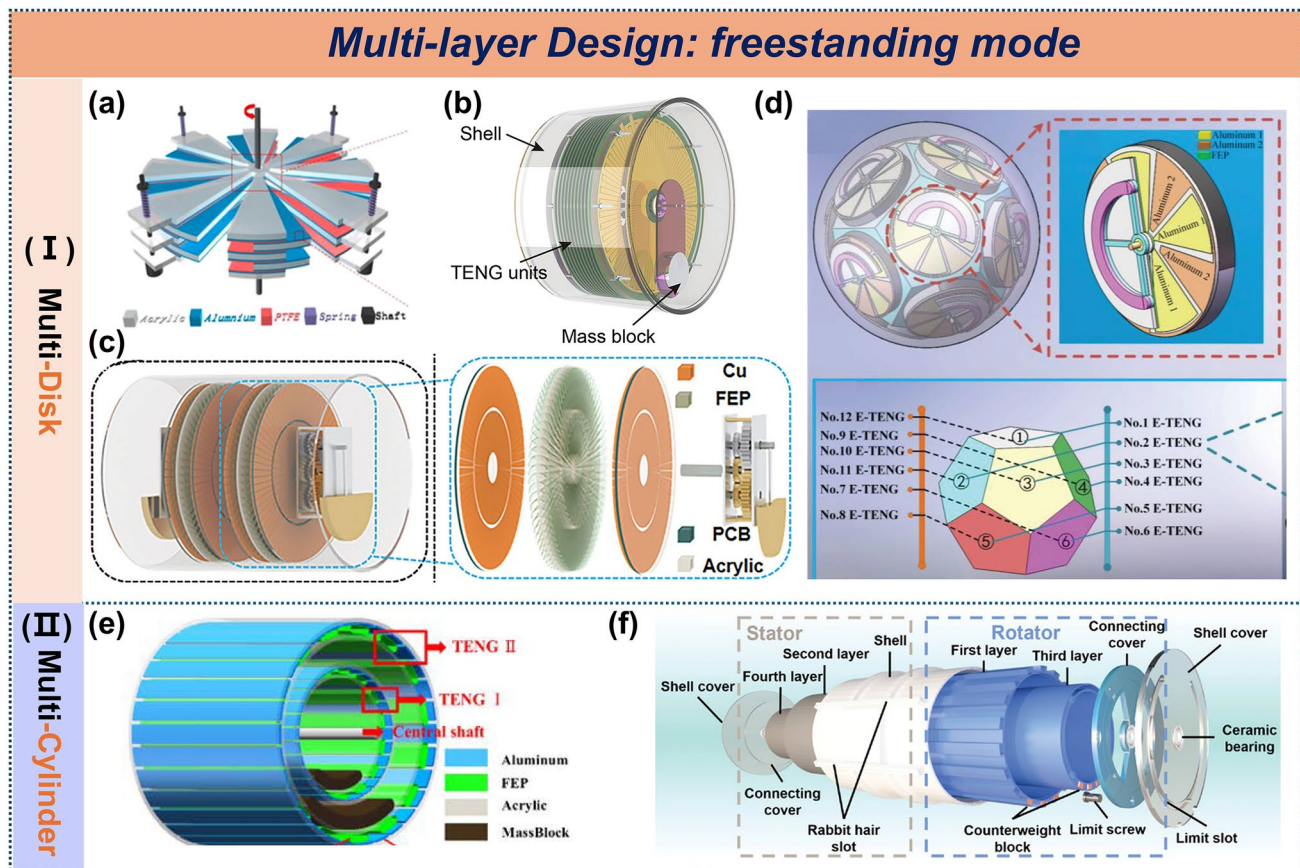 Multi-layer Design: freestanding mode
(I) Multi-Disk
(a)
Acrylic
Alumnium
PTFE
Spring
Shaft
(b)
Shell
TENG units
Mass block
(c)
Cu
FEP
PCB
Acrylic
(d)
Aluminum 1
Aluminum 2
FEP
Aluminum 2
Aluminum 1
Aluminum 2
Aluminum 1
No.12 E-TENG
No.9 E-TENG
No.10 E-TENG
No.11 E-TENG
No.7 E-TENG
No.8 E-TENG
①
②
③
④
⑤
⑥
No.1 E-TENG
No.2 E-TENG
No.3 E-TENG
No.4 E-TENG
No.5 E-TENG
No.6 E-TENG
(II) Multi-Cylinder
(e)
TENG II
TENG I
Central shaft
Aluminum
FEP
Acrylic
MassBlock
(f)
Stator
Rotator
Shell cover
Fourth layer
Second layer
Shell
First layer
Third layer
Connecting
cover
Shell cover
Ceramic
bearing
Connecting
cover
Rabbit hair
slot
Counterweight
block
Limit screw
Limit slot